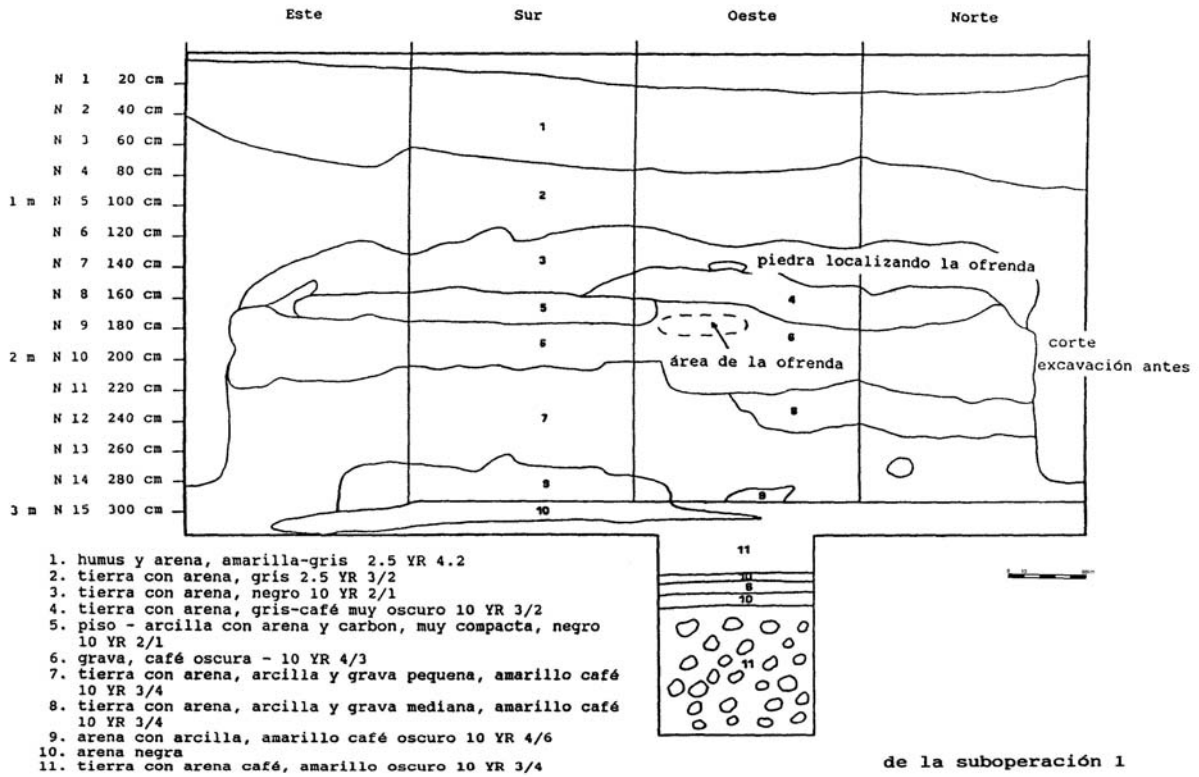 Este Sur Oeste Norte
N 1 20 cm
N 2 40 cm
1
N 3 60 cm
N 4 80 cm
2
1 m N 5 100 cm
N 6 120 cm
3
piedra localizando la ofrenda
N 7 140 cm
N 8 160 cm
4
5
N 9 180 cm
6 6
corte
2 m N 10 200 cm
área de la ofrenda
excavación antes
N 11 220 cm
8
N 12 240 cm
7
N 13 260 cm
N 14 280 cm
9 9
3 m N 15 300 cm
10
11
10
8
10
11
1. humus y arena, amarilla-gris 2.5 YR 4.2
2. tierra con arena, gris 2.5 YR 3/2
3. tierra con arena, negro 10 YR 2/1
4. tierra con arena, gris-café muy oscuro 10 YR 3/2
5. piso - arcilla con arena y carbon, muy compacta, negro
10 YR 2/1
6. grava, café oscura - 10 YR 4/3
7. tierra con arena, arcilla y grava pequena, amarillo café
10 YR 3/4
8. tierra con arena, arcilla y grava mediana, amarillo café
10 YR 3/4
9. arena con arcilla, amarillo café oscuro 10 YR 4/6
10. arena negra
11. tierra con arena café, amarillo oscuro 10 YR 3/4
de la suboperación 1